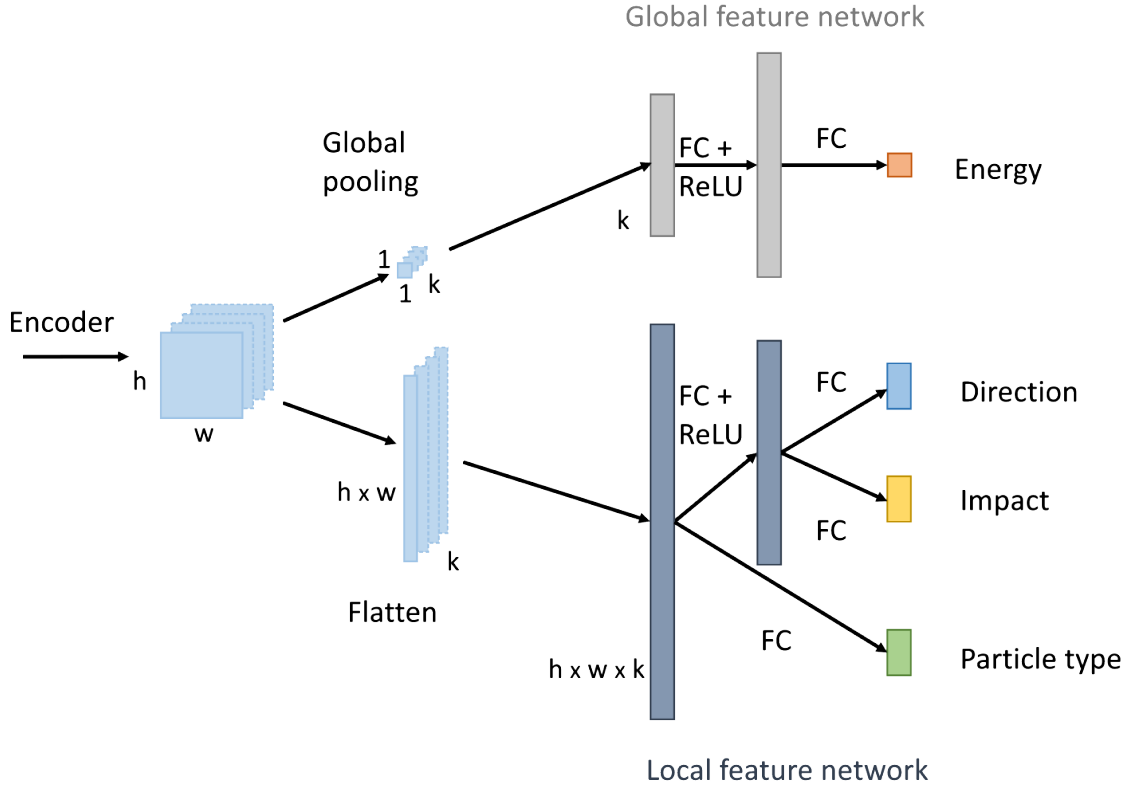 Global feature network
Global
pooling
FC +
ReLU
FC
Energy
k
1
1
k
Encoder
h
w
h x w
k
Flatten
FC +
ReLU
FC
Direction
Impact
FC
FC
Particle type
h x w x k
Local feature network